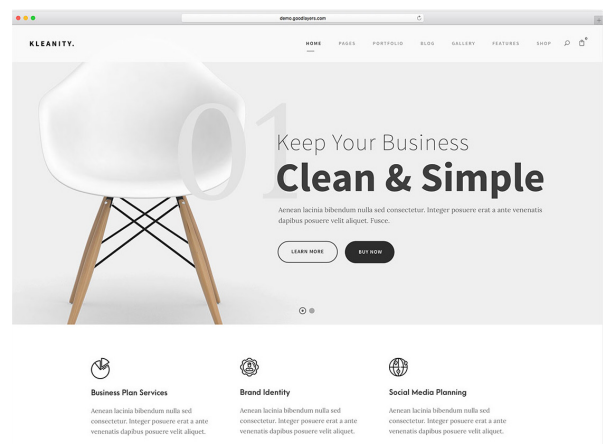 demo.goodlayers.com
KLEANITY.
HOME PAGES PORTFOLIO BLOG GALLERY FEATURES SHOP
01
Keep Your Business
Clean & Simple
Aenean lacinia bibendum nulla sed consectetur. Integer posuere erat a ante venenatis
dapibus posuere velit aliquet. Fusce.
LEARN MORE
BUY NOW
Business Plan Services
Aenean lacinia bibendum nulla sed
consectetur. Integer posuere erat a ante
venenatis dapibus posuere velit aliquet.
Brand Identity
Aenean lacinia bibendum nulla sed
consectetur. Integer posuere erat a ante
venenatis dapibus posuere velit aliquet.
Social Media Planning
Aenean lacinia bibendum nulla sed
consectetur. Integer posuere erat a ante
venenatis dapibus posuere velit aliquet.